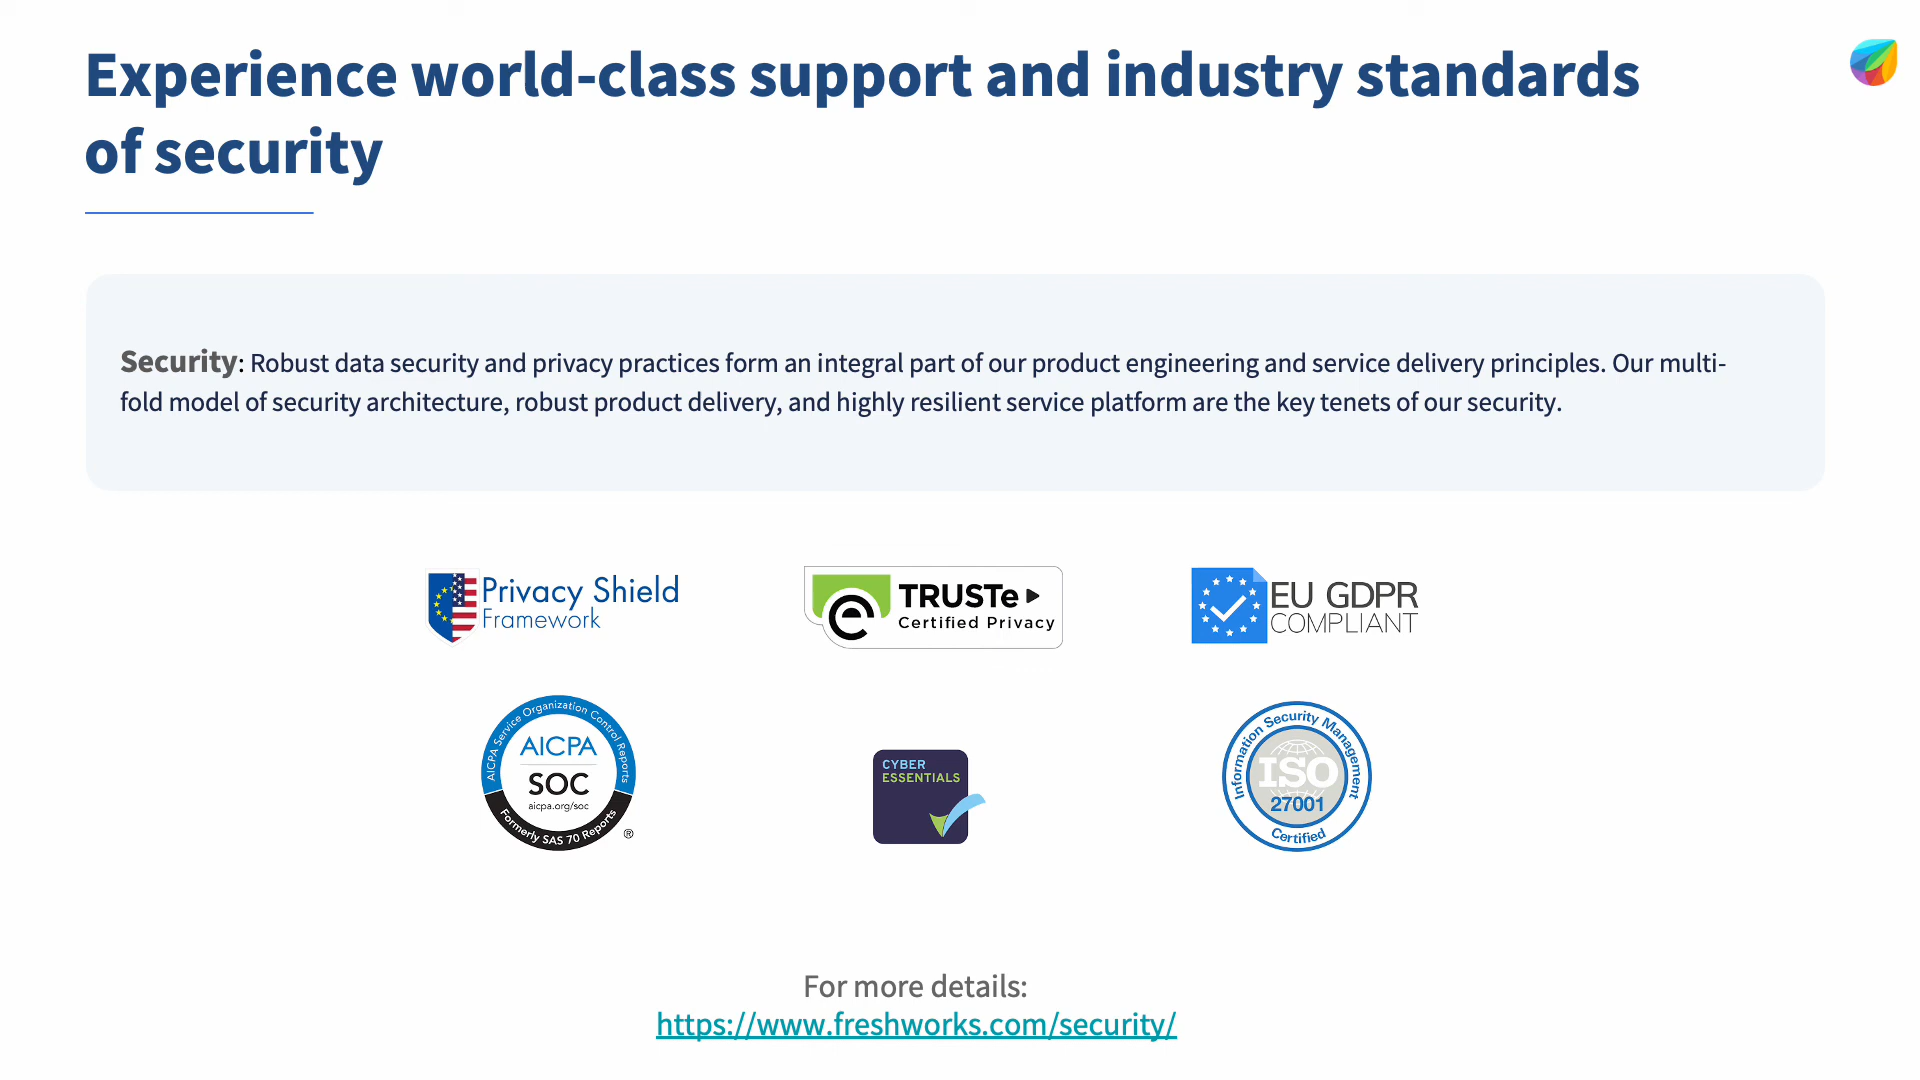 Experience world-class support and industry standards
of security
Security: Robust data security and privacy practices form an integral part of our product engineering and service delivery principles. Our multi-
fold model of security architecture, robust product delivery, and highly resilient service platform are the key tenets of our security.
Privacy Shield
Framework
TRUSTe
Certified Privacy
EU GDPR
COMPLIANT
AICPA Service Organization Control Reports
AICPA
SOC
aicpa.org/soc
Formerly SAS 70 Reports
®
CYBER
ESSENTIALS
Information Security Management
ISO
27001
Certified
For more details:
https://www.freshworks.com/security/